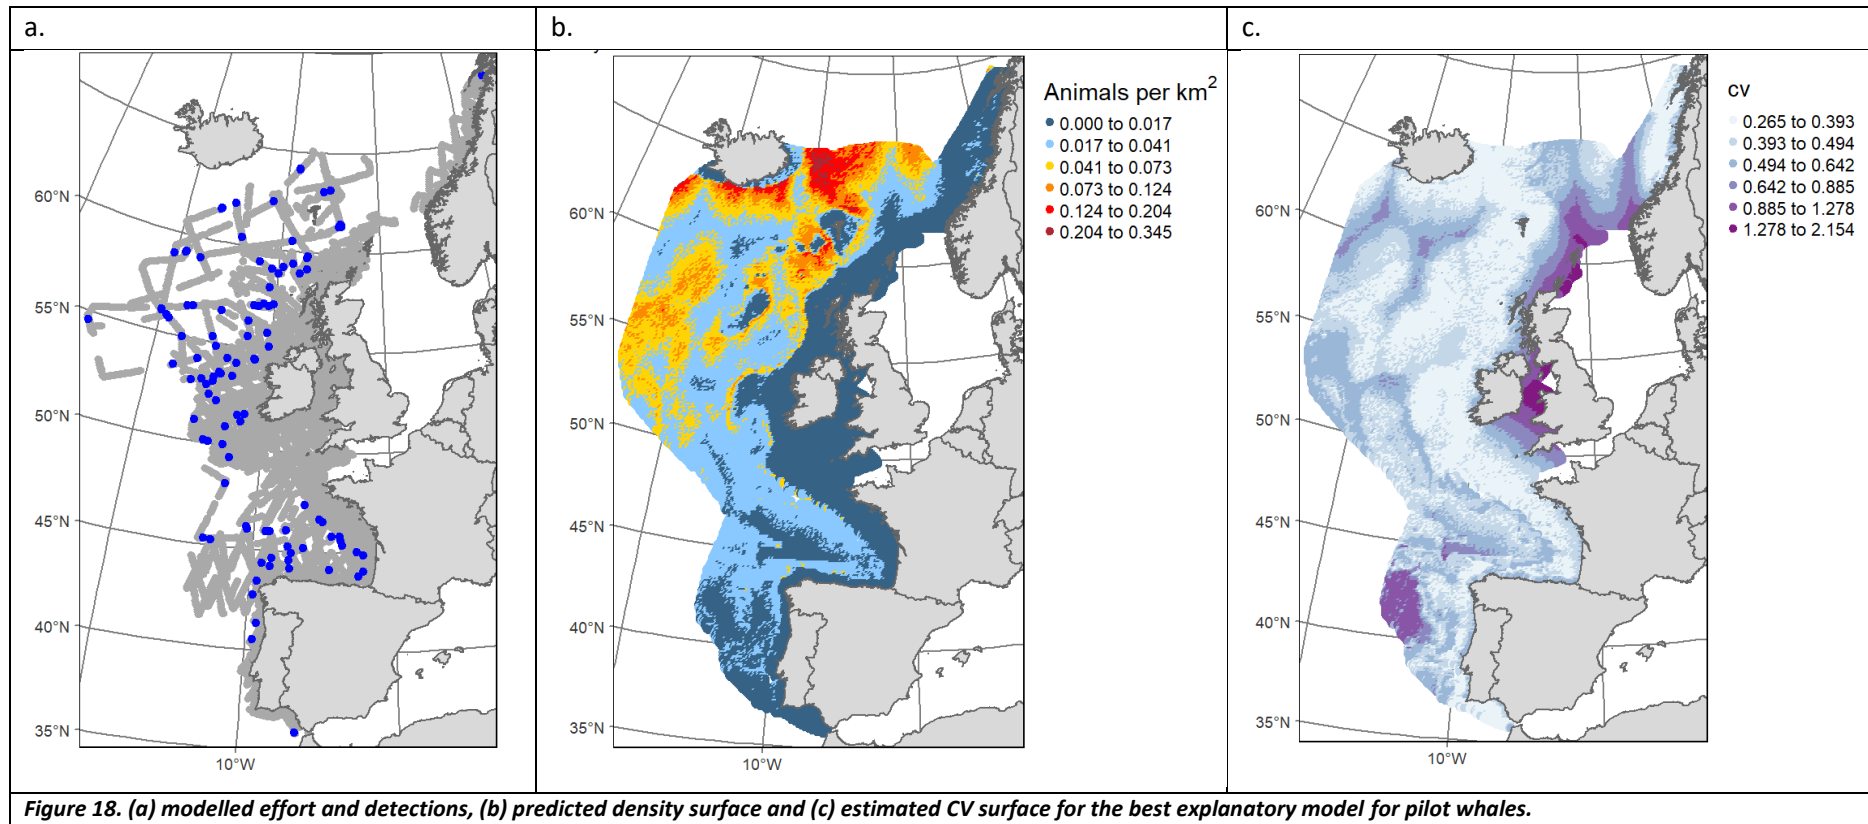 a.
b.
c.
60°N
55°N
50°N
45°N
40°N
35°N
10°W
60°N
55°N
50°N
45°N
40°N
35°N
10°W
Animals per km²
0.000 to 0.017
0.017 to 0.041
0.041 to 0.073
0.073 to 0.124
0.124 to 0.204
0.204 to 0.345
60°N
55°N
50°N
45°N
40°N
35°N
10°W
cv
0.265 to 0.393
0.393 to 0.494
0.494 to 0.642
0.642 to 0.885
0.885 to 1.278
1.278 to 2.154
Figure 18. (a) modelled effort and detections, (b) predicted density surface and (c) estimated CV surface for the best explanatory model for pilot whales.